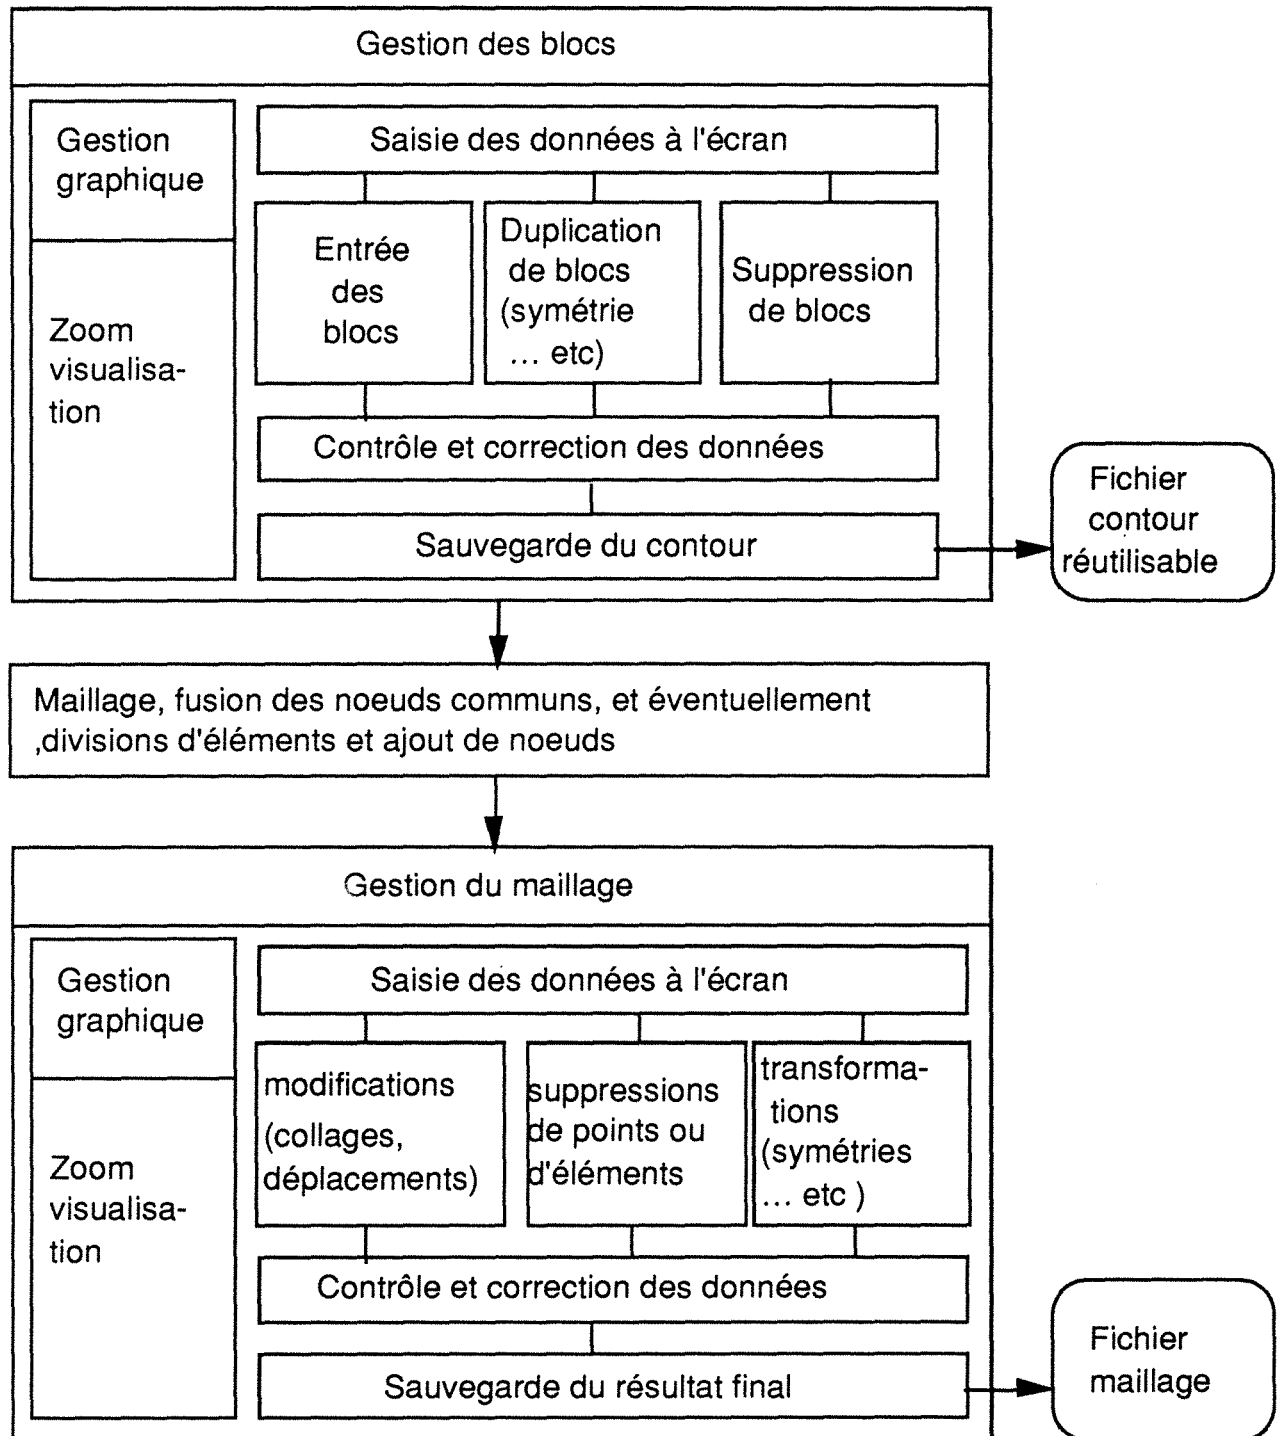 Gestion des blocs
Gestion
graphique
Zoom
visualisa-
tion
Saisie des données à l'écran
Entrée
des
blocs
Duplication
de blocs
(symétrie
... etc)
Suppression
de blocs
Contrôle et correction des données
Sauvegarde du contour
Fichier
contour
réutilisable
Maillage, fusion des noeuds communs, et éventuellement
,divisions d'éléments et ajout de noeuds
Gestion du maillage
Gestion
graphique
Zoom
visualisa-
tion
Saisie des données à l'écran
modifications
(collages,
déplacements)
suppressions
de points ou
d'éléments
transforma-
tions
(symétries
... etc )
Contrôle et correction des données
Sauvegarde du résultat final
Fichier
maillage